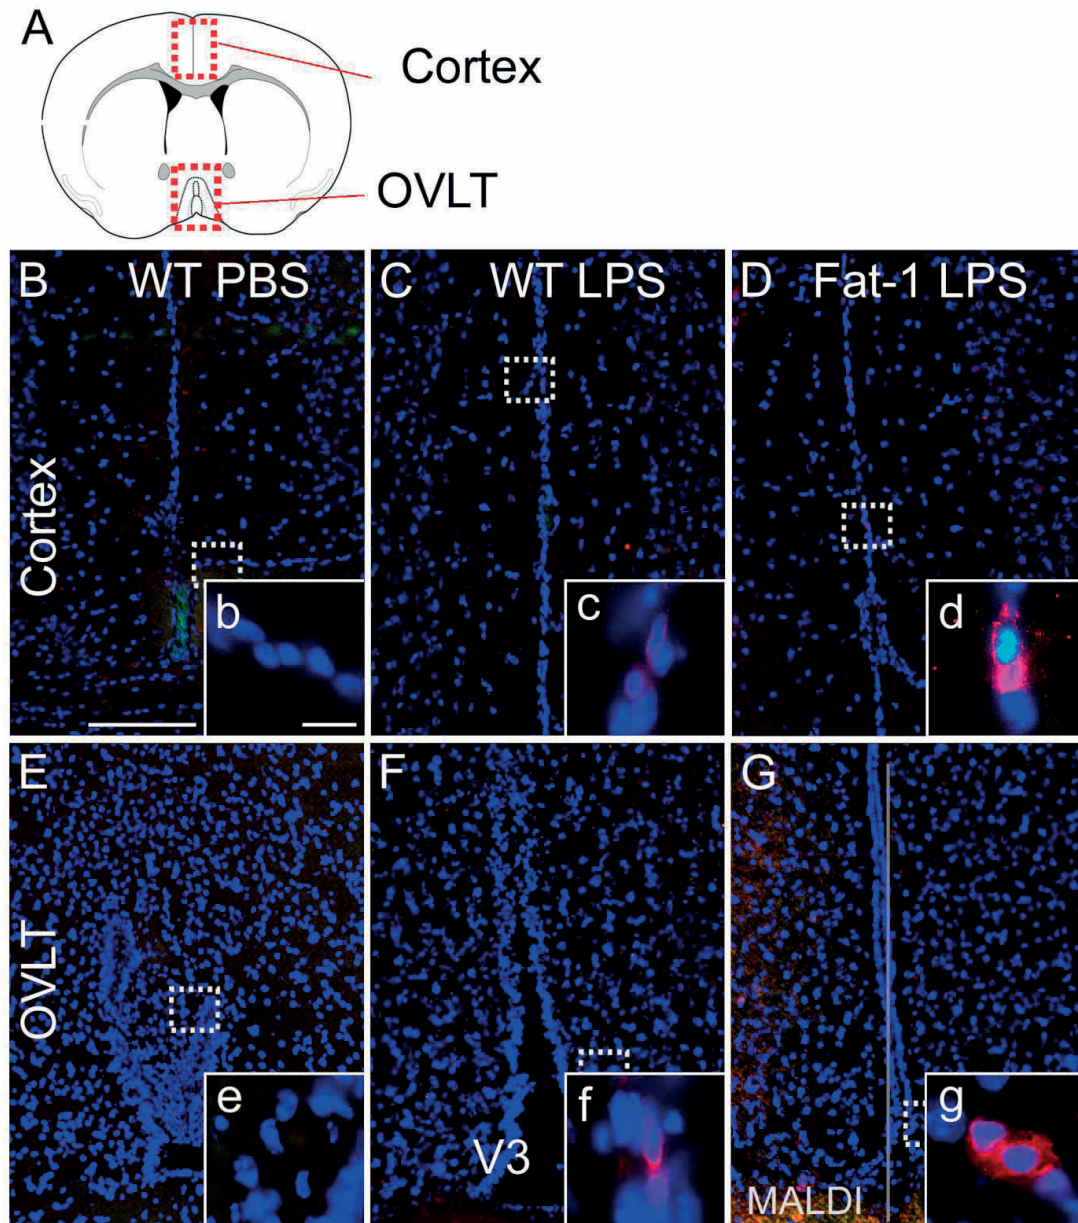 A
Cortex
OVLT
B WT PBS
C WT LPS
D Fat-1 LPS
Cortex
b
c
d
E
F
G
OVLT
e
f
g
V3
MALDI